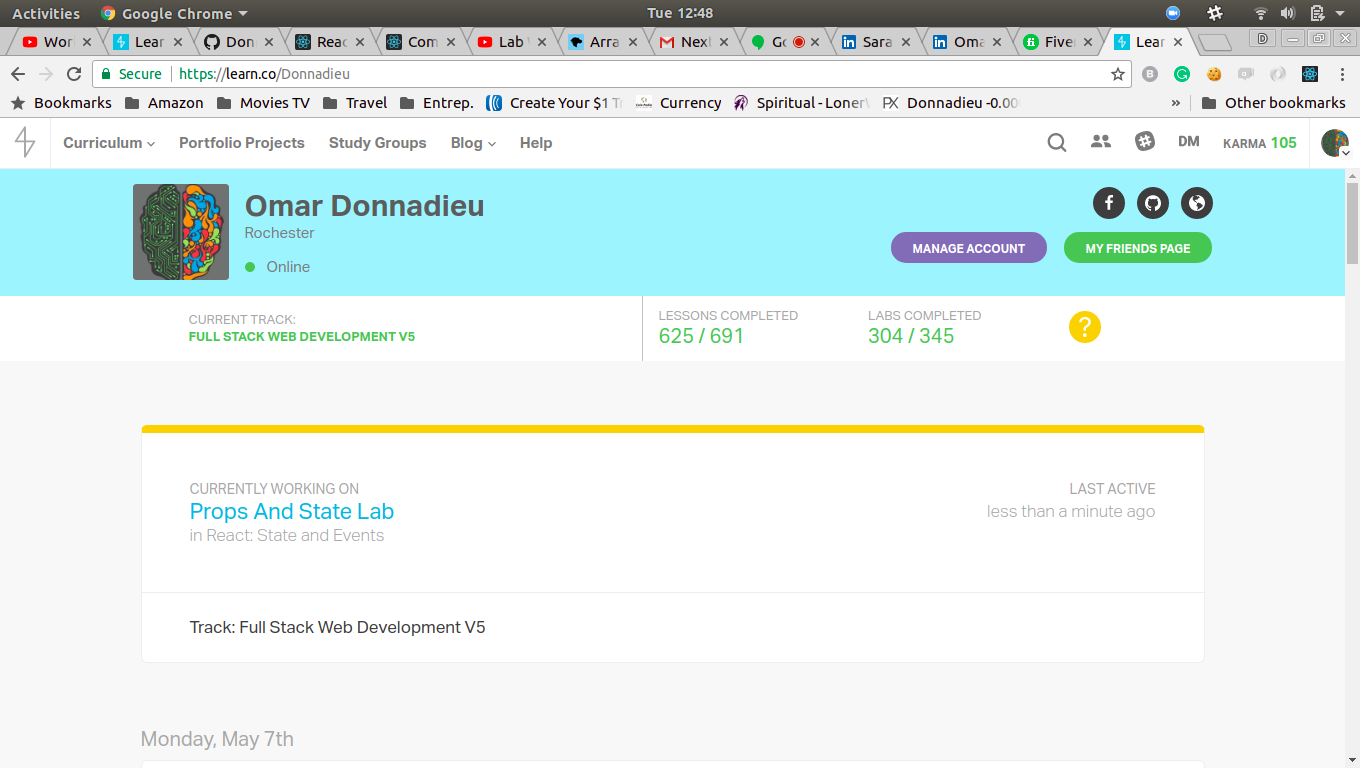 Activities Google Chrome Tue 12:48
Wor Lear Don Reac Com Lab Arra Nex G Sara Oma Fiver Lear D
Secure https://learn.co/Donnadieu
Bookmarks Amazon Movies TV Travel Entrep. Create Your $1 T Currency Spiritual - Loner Donnadieu -0.00 » Other bookmarks
Curriculum Portfolio Projects Study Groups Blog Help DM KARMA 105
Omar Donnadieu
Rochester
Online
MANAGE ACCOUNT MY FRIENDS PAGE
CURRENT TRACK: LESSONS COMPLETED LABS COMPLETED
FULL STACK WEB DEVELOPMENT V5 625 / 691 304 / 345 ?
CURRENTLY WORKING ON LAST ACTIVE
Props And State Lab less than a minute ago
in React: State and Events
Track: Full Stack Web Development V5
Monday, May 7th